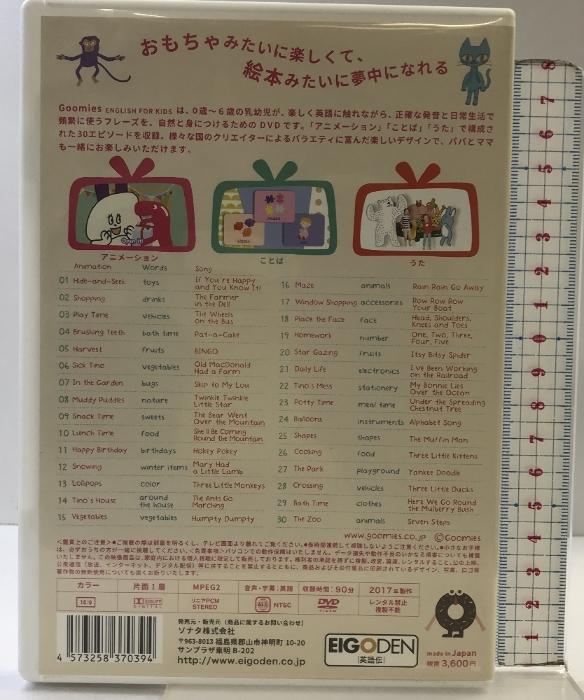 おもちゃみたいに楽しくて、
絵本みたいに夢中になれる
Goomies ENGLISH FOR KIDS は、0歳〜6歳の乳幼児が、楽しく英語に触れながら、正確な発音と日常生活で
頻繁に使うフレーズを、自然と身につけるための DVD です。「アニメーション」「ことば」「うた」で構成さ
れた30エピソードを収録。様々な国のクリエイターによるバラエティに富んだ楽しいデザインで、パパとママ
も一緒にお楽しみいただけます。
アニメーション ことば うた
Animation Words Song
01 Hide-and-Seek toys If You're Happy and You Know It!
02 Shopping drinks The Farmer in the Dell
03 Play Time vehicles The Wheels on the Bus
04 Brushing Teeth bath time Pat-a-Cake
05 Harvest fruits BINGO
06 Sick Time vegetables Old MacDonald Had a Farm
07 In the Garden bugs Skip to My Lou
08 Muddy Puddles nature Twinkle Twinkle Little Star
09 Snack Time sweets The Bear Went Over the Mountain
10 Lunch Time food She'll Be Coming Round the Mountain
11 Happy Birthday birthdays Hokey Pokey
12 Snowing winter items Mary Had a Little Lamb
13 Lollipops color Three Little Monkeys
14 Tino's House around the house The Ants Go Marching
15 Vegetables vegetables Humpty Dumpty
16 Maze animals Rain Rain Go Away
17 Window Shopping accessories Row Row Row Your Boat
18 Place the Face face Head, Shoulders, Knees and Toes
19 Homework number One, Two, Three, Four, Five
20 Star Gazing fruits Itsy Bitsy Spider
21 Daily Life electronics I've Been Working on the Railroad
22 Tino's Mess stationery My Bonnie Lies Over the Ocean
23 Potty Time meal time Under the Spreading Chestnut Tree
24 Balloons instruments Alphabet Song
25 Shapes shapes The Muffin Man
26 Cooking food Three Little Kittens
27 The Park playground Yankee Doodle
28 Crossing vehicles Three Little Ducks
29 Bath Time clothes Here We Go Round the Mulberry Bush
30 The Zoo animals Seven Steps
www.goomies.co.jp ©Goomies
カラー 片面1層 MPEG2 音声・字幕:英語 収録時間:90分 2017年製作
16:9 DOLBY DIGITAL リニアPCM STEREO NTSC DVD VIDEO レンタル禁止 複製不能
4 573258 370394
発売元・販売元(商品に関するお問い合わせ)
ソナタ株式会社
〒963-8013 福島県郡山市神明町 10-20
サンプラザ東明 B-202
http://www.eigoden.co.jp
EIGODEN
[英語伝]
made in Japan
税抜 3,600円
8 7 6 5 4 3 2 1 0 9 8 7 6 5 4 3 2 1